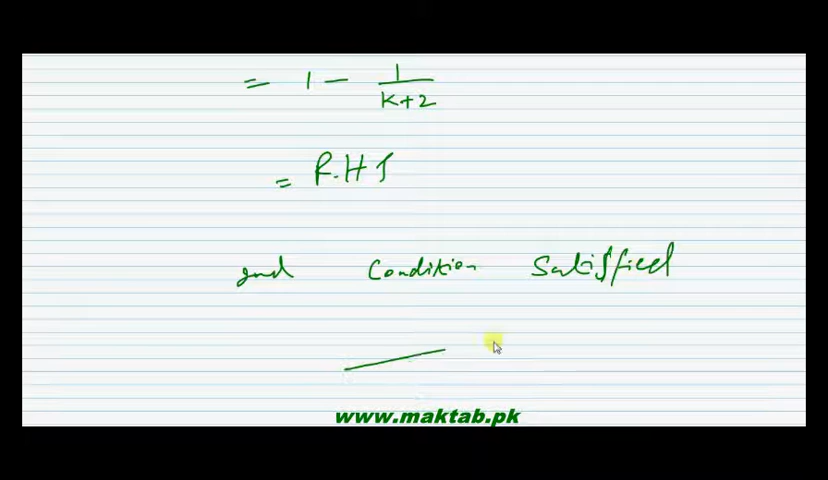 = 1 - 1/(K+2)
= R.H S
2nd Condition Satisfied
www.maktab.pk